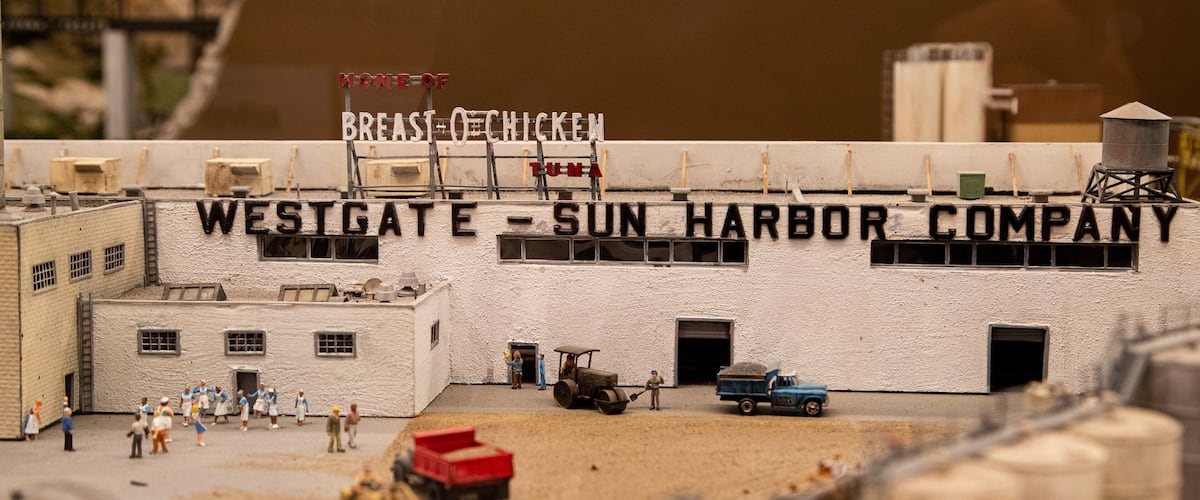 HOME OF
BREAST-O-CHICKEN
TUNA
WESTGATE - SUN HARBOR COMPANY